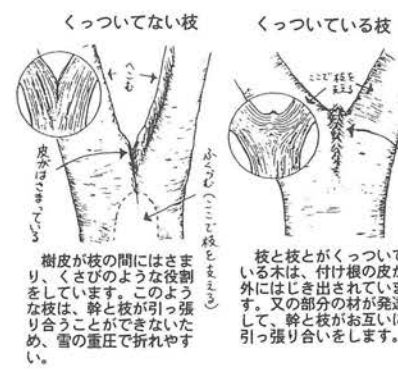 くっついてない枝
へこむ
皮がはさまっている
ふくらむ(ここで枝を支える)
樹皮が枝の間にはさま
り、くさびのような役割
をしています。このよう
な枝は、幹と枝が引っ張
り合うことができないた
め、雪の重圧で折れやす
い。
くっついている枝
ここで枝を
支える
枝と枝とがくっついて
いる木は、付け根の皮が
外にはじき出されていま
す。又の部分の材が発達
して、幹と枝がお互いに
引っ張り合いをします。